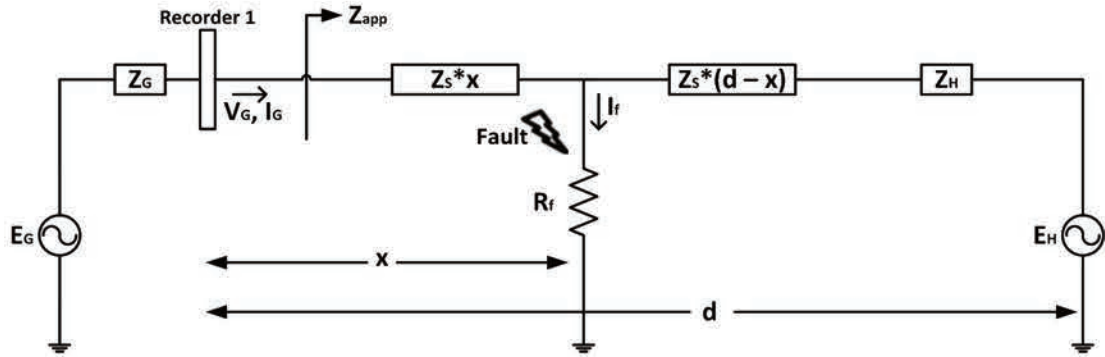 Recorder 1
Zapp
ZG
ZS*x
ZS*(d – x)
ZH
VG, IG
If
Fault
Rf
EG
EH
x
d